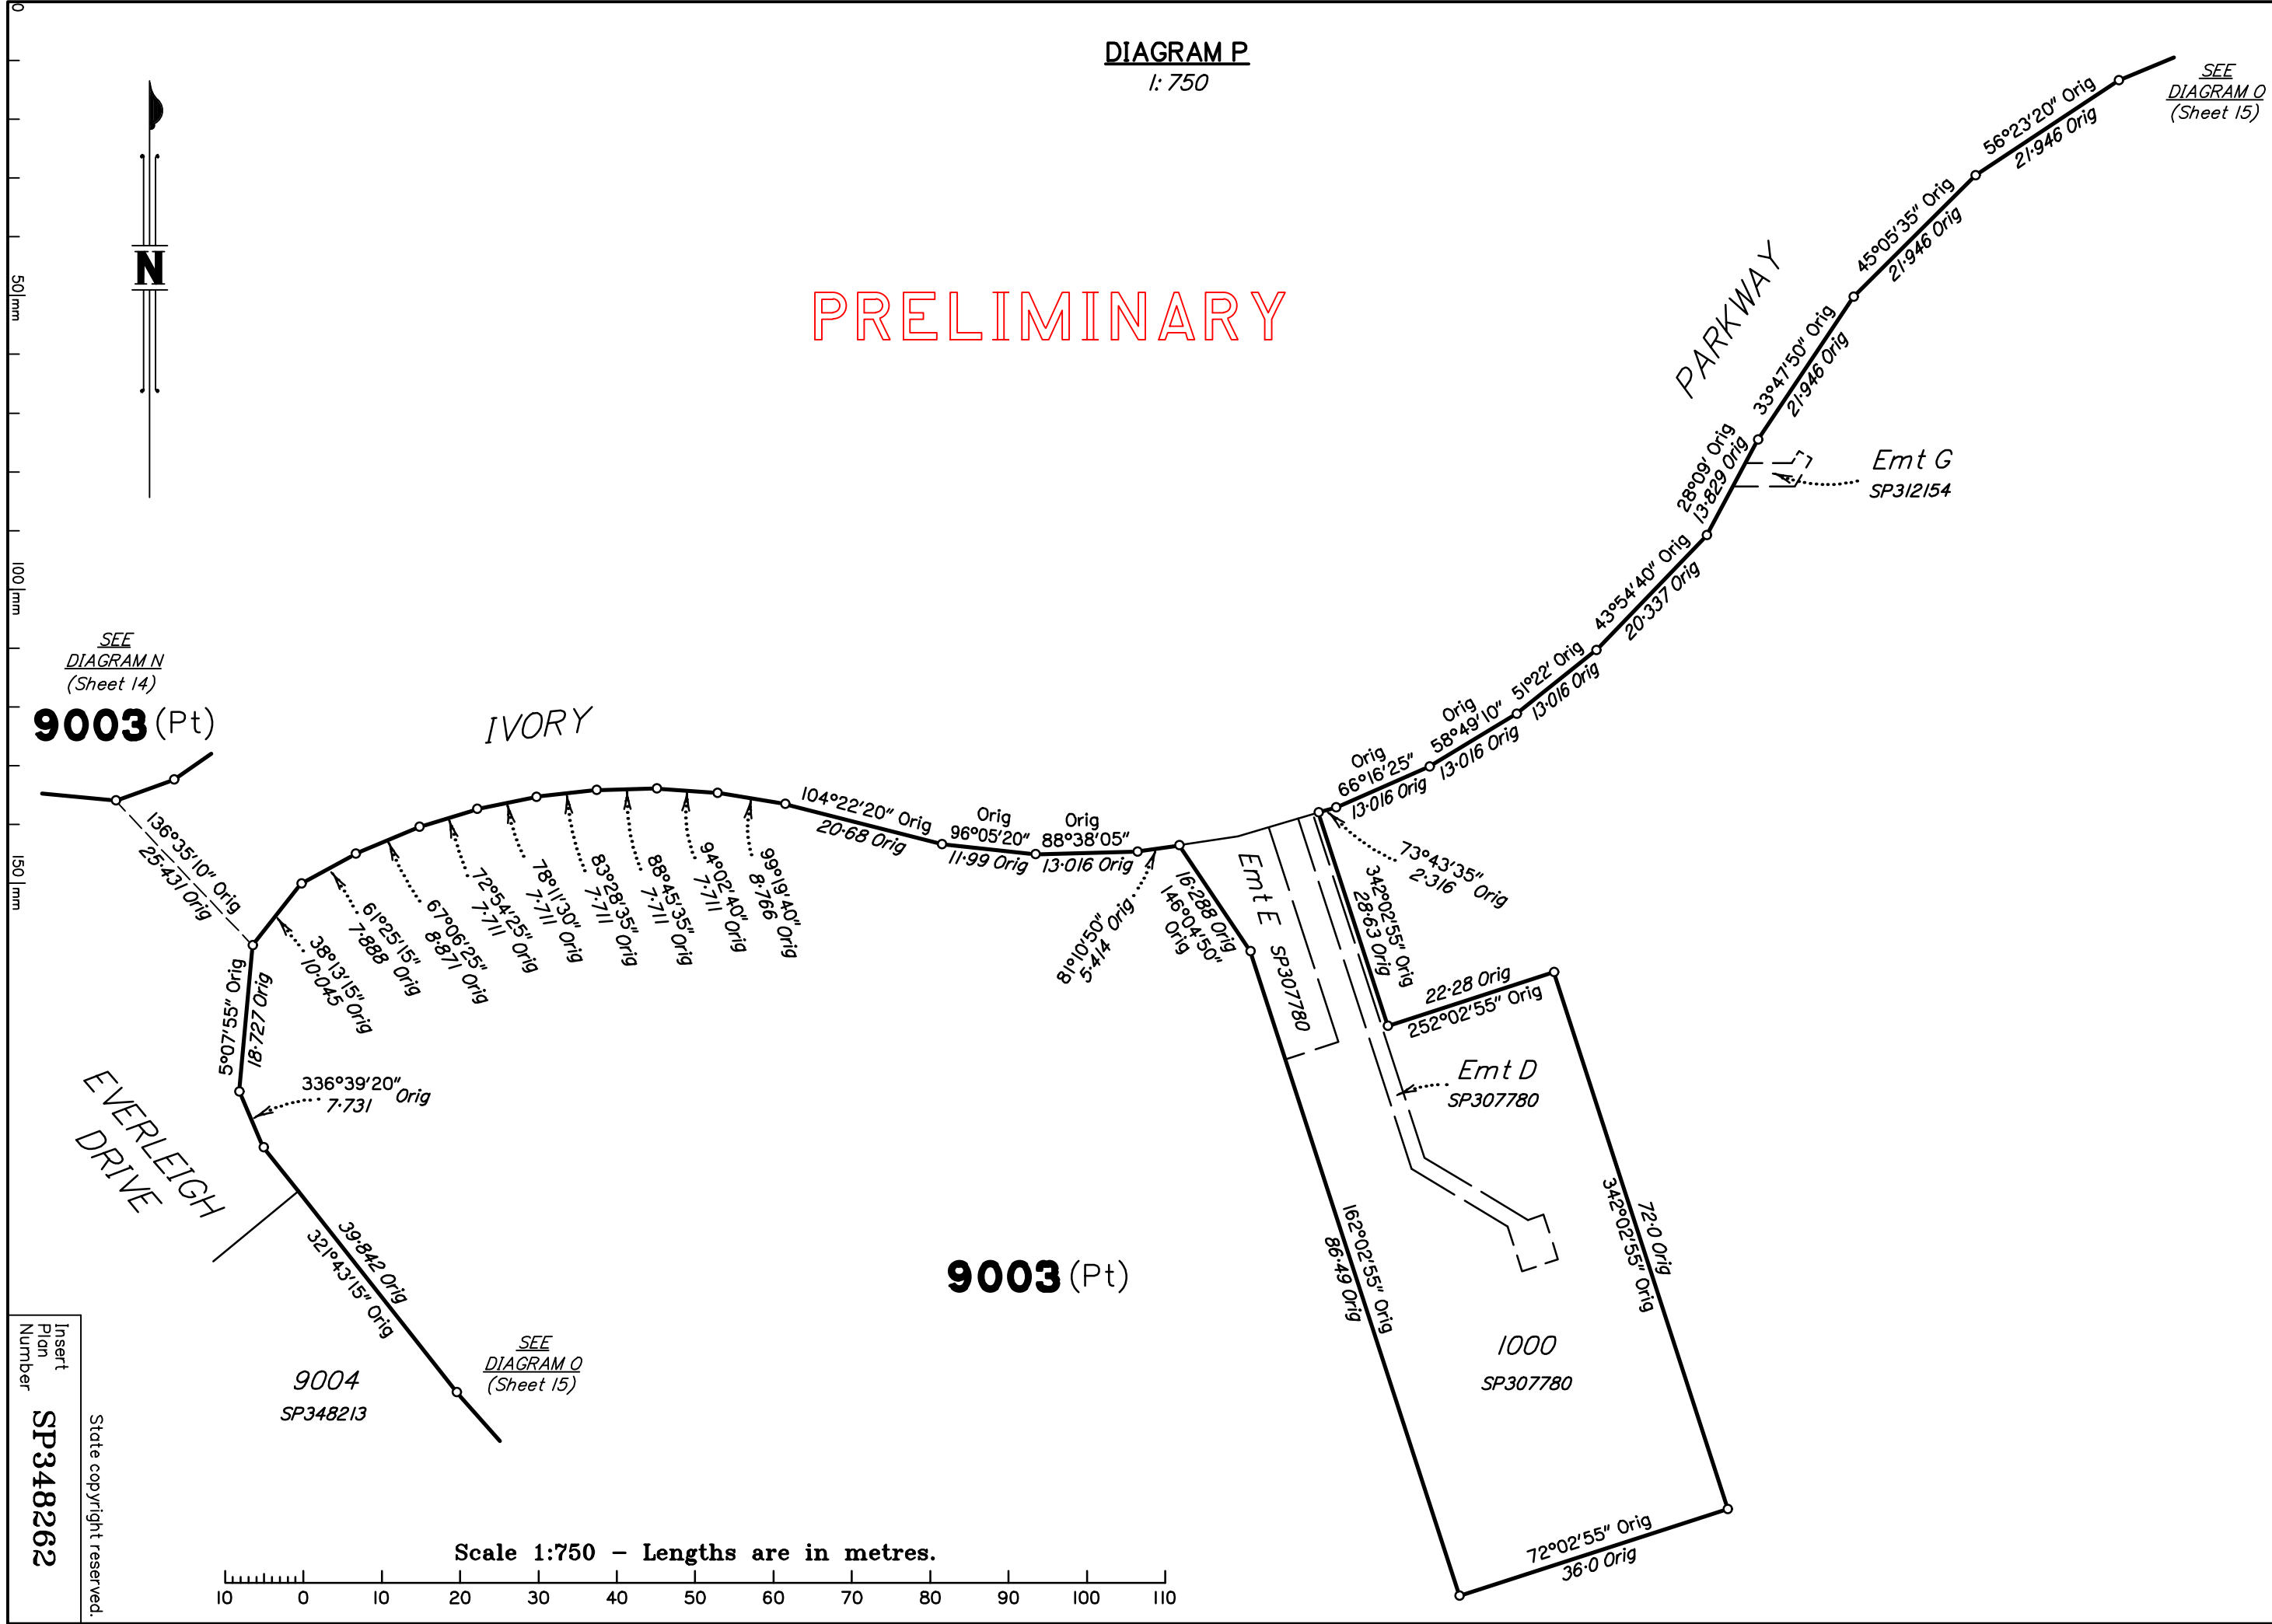 DIAGRAM P
1:750
SEE
DIAGRAM O
(Sheet 15)
PRELIMINARY
N
0
50 mm
100 mm
150 mm
56°23'20" Orig
21·946 Orig
45°05'35" Orig
21·946 Orig
33°47'50" Orig
21·946 Orig
PARKWAY
28°09' Orig
13·829 Orig
Emt G
SP312154
43°54'40" Orig
20·337 Orig
51°22' Orig
13·016 Orig
Orig
58°49'10"
13·016 Orig
Orig
66°16'25"
13·016 Orig
73°43'35"
2·316 Orig
SEE
DIAGRAM N
(Sheet 14)
9003 (Pt)
IVORY
136°35'10" Orig
25·431 Orig
38°13'15" Orig
10·045
61°25'15"
7·888 Orig
67°06'25"
8·871 Orig
72°54'25" Orig
7·711
78°11'30" Orig
7·711
83°28'35" Orig
7·711
88°45'35" Orig
7·711
94°02'40" Orig
7·711
99°19'40" Orig
8·766
104°22'20" Orig
20·68 Orig
Orig
96°05'20"
11·99 Orig
Orig
88°38'05"
13·016 Orig
81°10'50"
5·414 Orig
16·288 Orig
146°04'50"
Orig
Emt E SP307780
342°02'55" Orig
28·63 Orig
22·28 Orig
252°02'55" Orig
Emt D
SP307780
5°07'55" Orig
18·727 Orig
336°39'20"
7·731 Orig
EVERLEIGH
DRIVE
39·842 Orig
321°43'15" Orig
9003 (Pt)
162°02'55" Orig
86·49 Orig
72·0 Orig
342°02'55" Orig
1000
SP307780
72°02'55" Orig
36·0 Orig
SEE
DIAGRAM O
(Sheet 15)
9004
SP348213
Scale 1:750 – Lengths are in metres.
10 0 10 20 30 40 50 60 70 80 90 100 110
State copyright reserved.
Insert
Plan
Number
SP348262